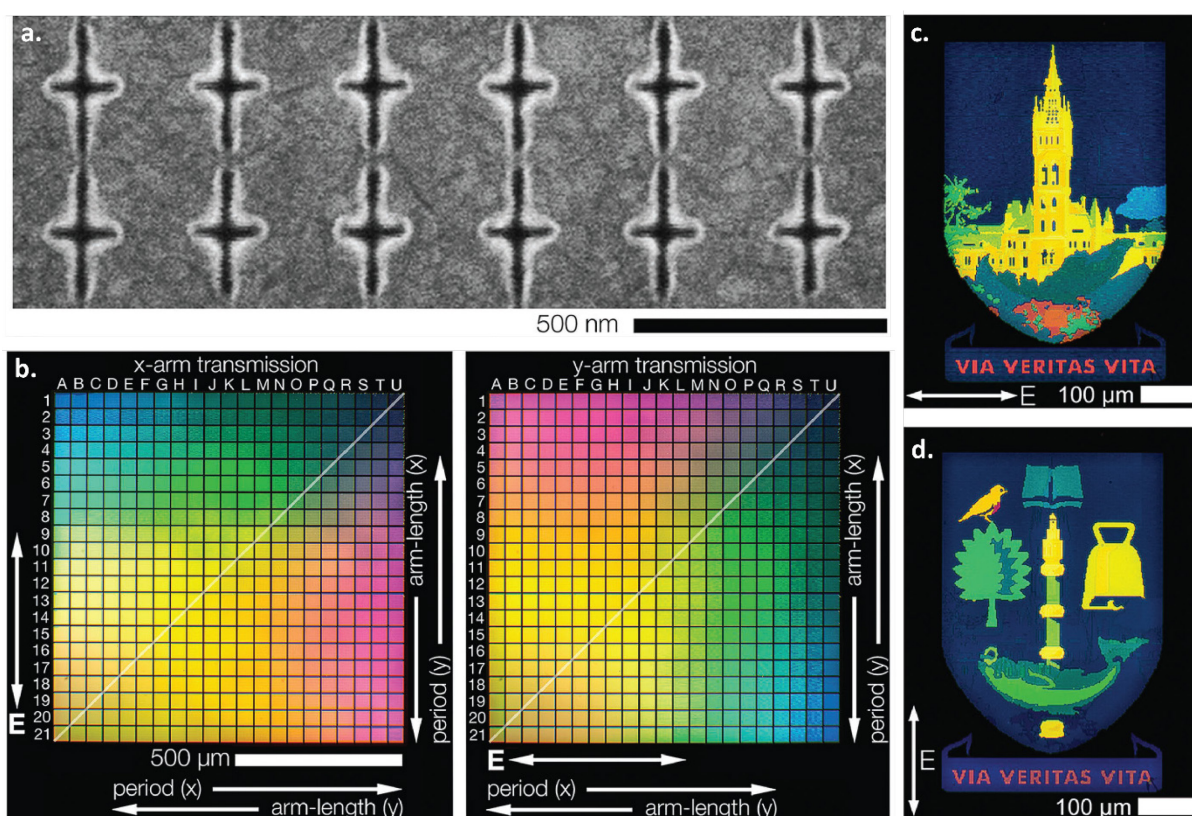 a.
500 nm
b.
x-arm transmission
A B C D E F G H I J K L M N O P Q R S T U
1
2
3
4
5
6
7
8
9
10
11
12
13
14
15
16
17
18
19
20
21
E
arm-length (x)
period (y)
500 µm
period (x)
arm-length (y)
y-arm transmission
A B C D E F G H I J K L M N O P Q R S T U
1
2
3
4
5
6
7
8
9
10
11
12
13
14
15
16
17
18
19
20
21
arm-length (x)
period (y)
E
period (x)
arm-length (y)
c.
VIA VERITAS VITA
E
100 µm
d.
E
VIA VERITAS VITA
100 µm